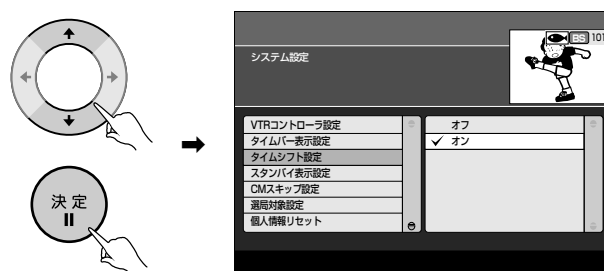 決定
システム設定
BS 101
VTRコントローラ設定
タイムバー表示設定
タイムシフト設定
スタンバイ表示設定
CMスキップ設定
選局対象設定
個人情報リセット
オフ
オン